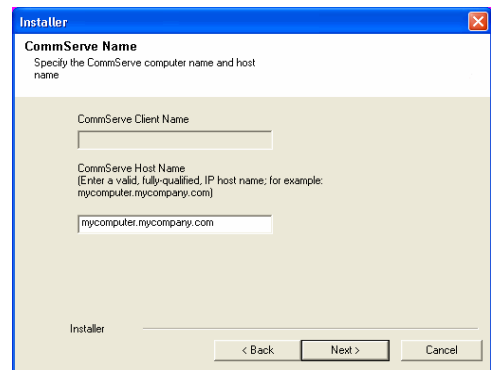 Installer
CommServe Name
Specify the CommServe computer name and host
name
CommServe Client Name
CommServe Host Name
(Enter a valid, fully-qualified, IP host name; for example:
mycomputer.mycompany.com)
mycomputer.mycompany.com
Installer
< Back
Next >
Cancel